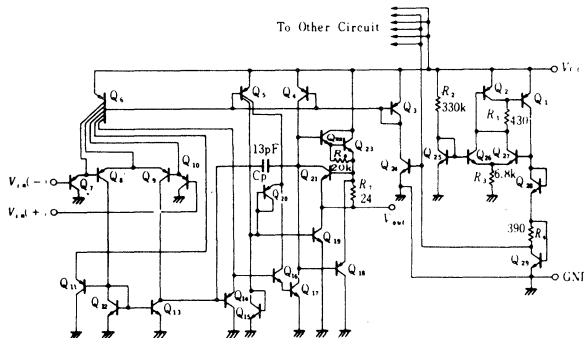 To Other Circuit
Q6
Q5
Q4
Q3
R2
330k
Q2
Q1
R1
430
13pF
Cp
Q22
Q23
R8
20k
Q21
Q20
R7
24
Vout
Q24
Q25
Q26
Q27
R3
6.8k
Q28
390
R4
Q29
GND
Vin(−)
Q7
Q8
Q9
Q10
Vin(+)
Q11
Q12
Q13
Q14
Q15
Q16
Q17
Q18
Q19